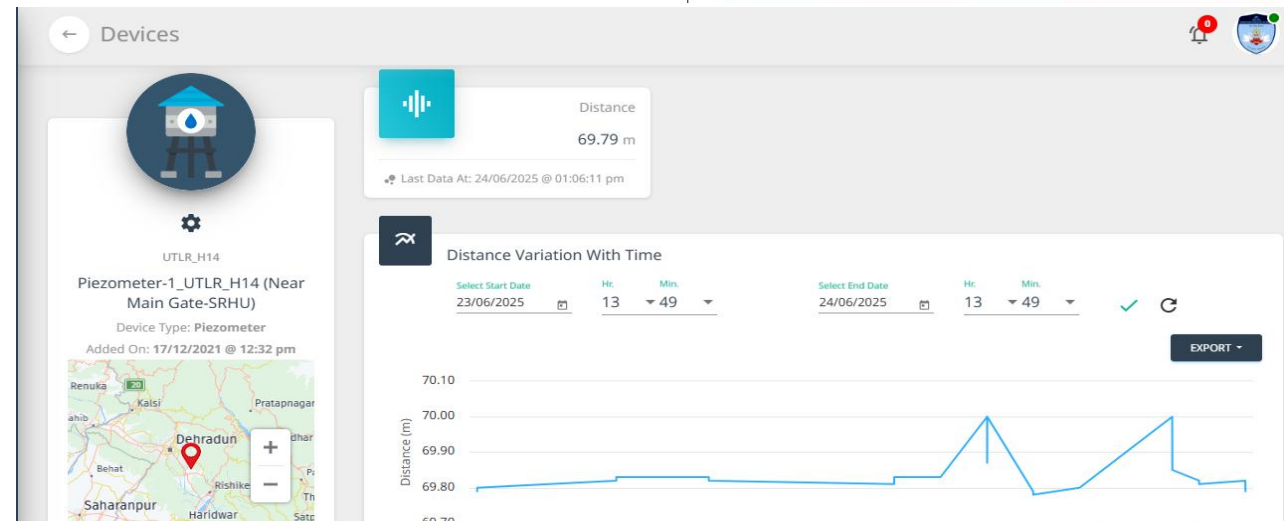 Devices
0
UTLR_H14
Piezometer-1_UTLR_H14 (Near
Main Gate-SRHU)
Device Type: Piezometer
Added On: 17/12/2021 @ 12:32 pm
Renuka
20
Kalsi
Pratapnagar
Dehradun
Behat
Rishike
Saharanpur
Haridwar
+
−
Distance
69.79 m
Last Data At: 24/06/2025 @ 01:06:11 pm
Distance Variation With Time
Select Start Date
23/06/2025
Hr.
13
Min.
49
Select End Date
24/06/2025
Hr.
13
Min.
49
EXPORT
Distance (m)
70.10
70.00
69.90
69.80